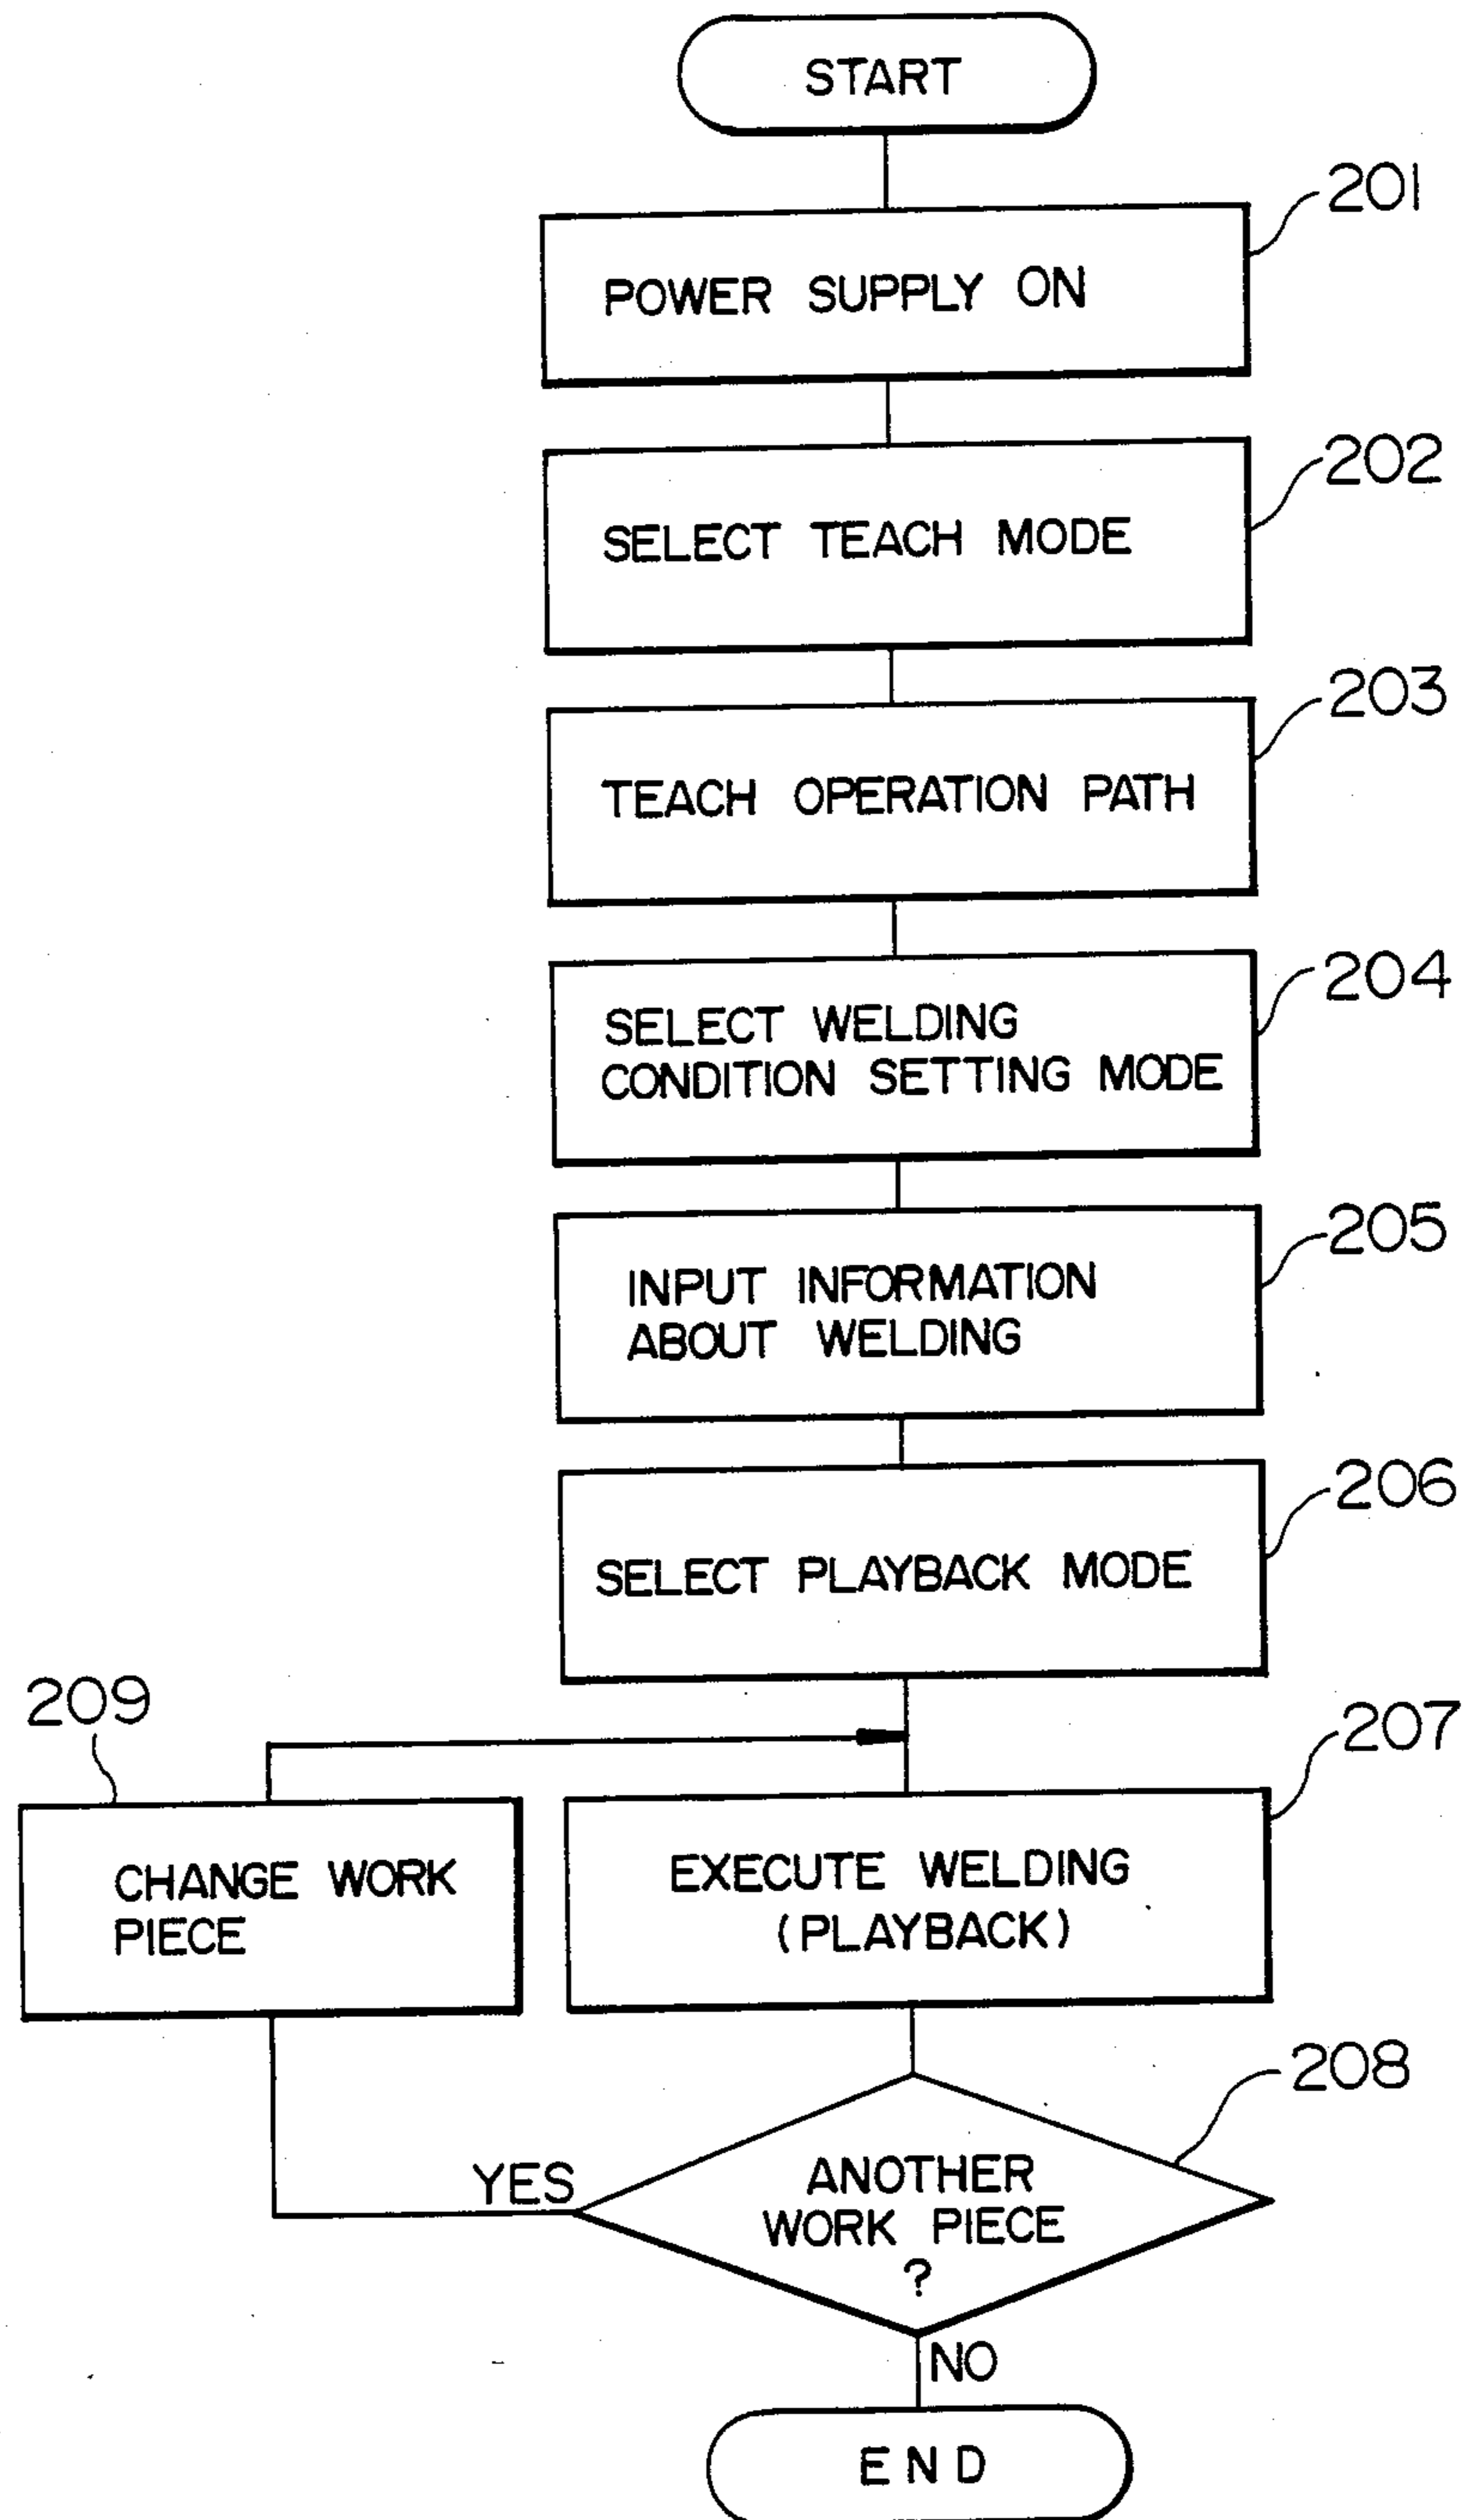 START
201
POWER SUPPLY ON
202
SELECT TEACH MODE
203
TEACH OPERATION PATH
204
SELECT WELDING
CONDITION SETTING MODE
205
INPUT INFORMATION
ABOUT WELDING
206
SELECT PLAYBACK MODE
209
207
CHANGE WORK
PIECE
EXECUTE WELDING
(PLAYBACK)
208
YES
ANOTHER
WORK PIECE
?
NO
END